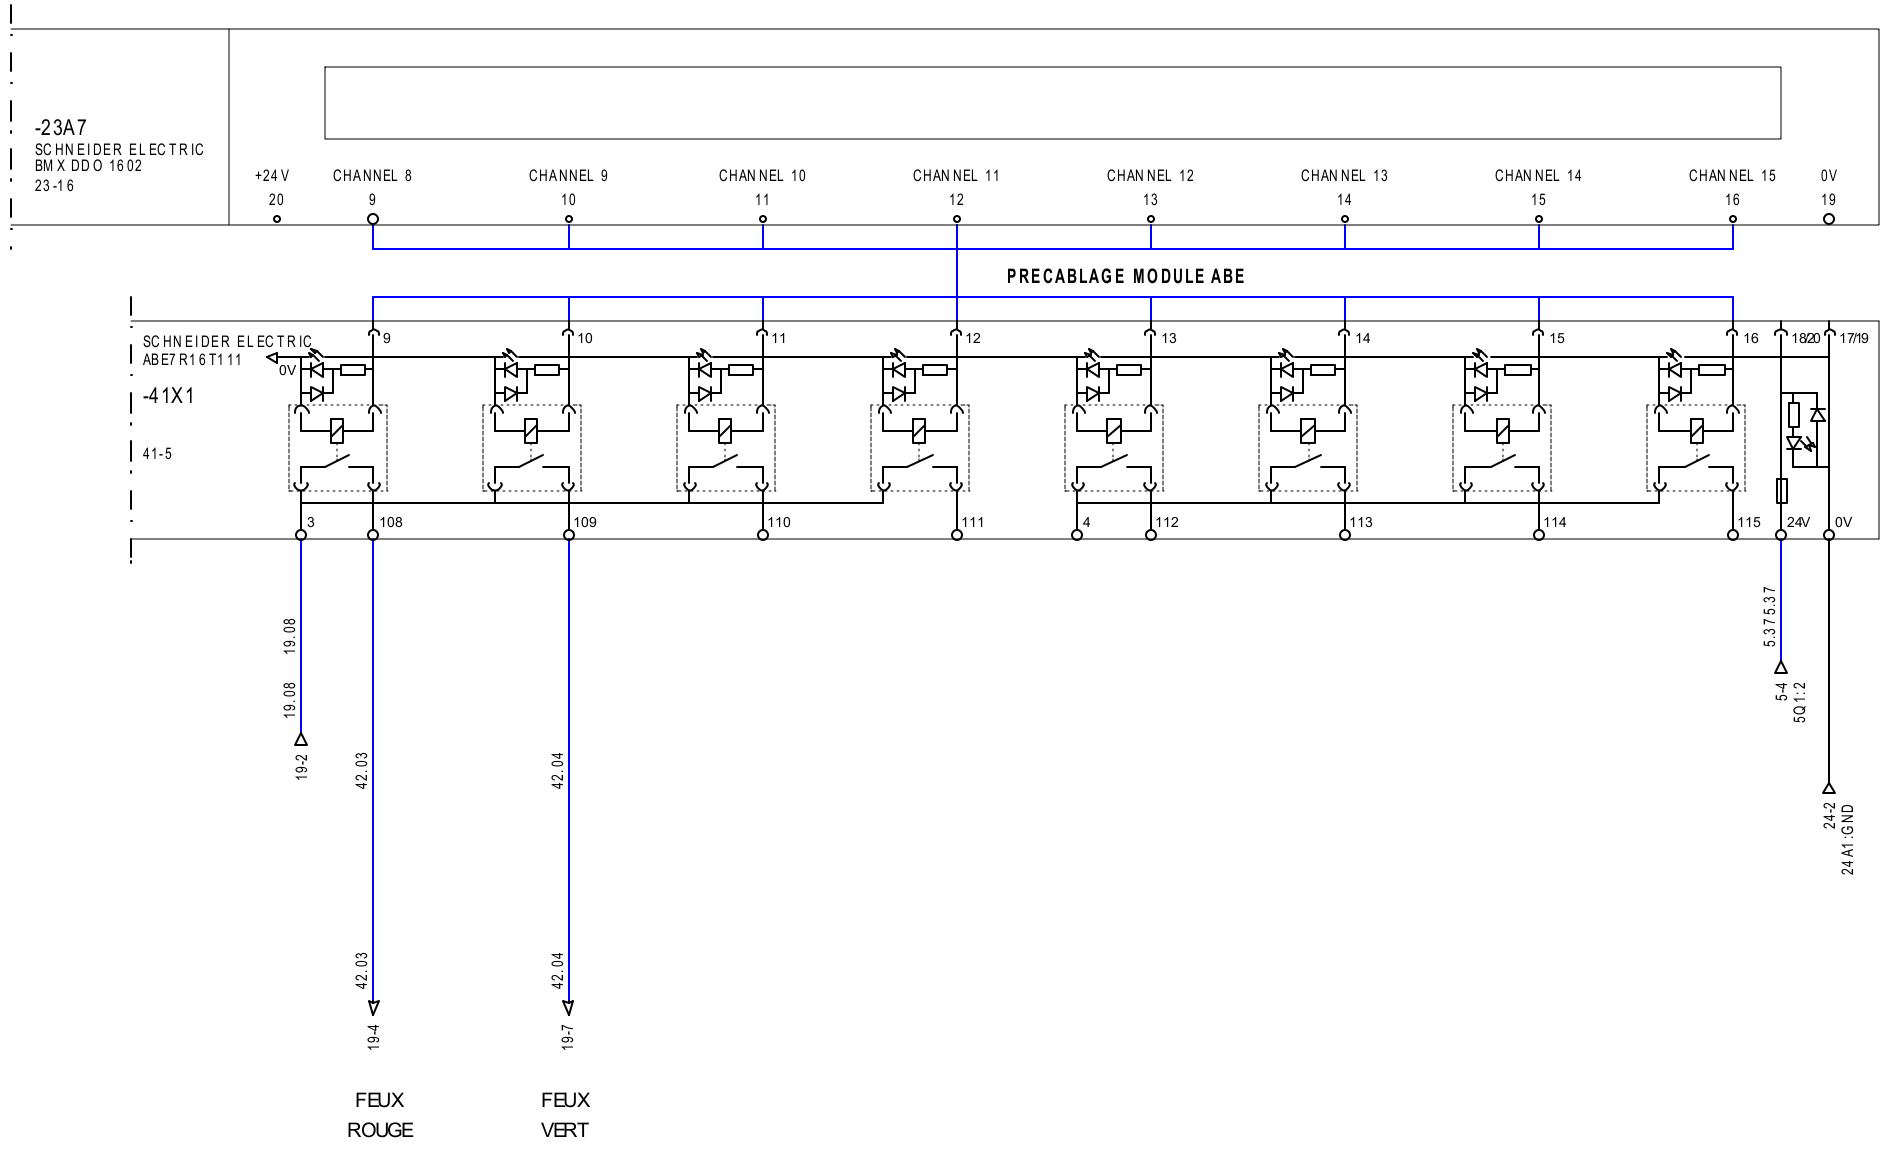 -23A7
SCHNEIDER ELECTRIC
BMX DDO 1602
23-16
+24V CHANNEL 8 CHANNEL 9 CHANNEL 10 CHANNEL 11 CHANNEL 12 CHANNEL 13 CHANNEL 14 CHANNEL 15 0V
20 9 10 11 12 13 14 15 16 19
PRECABLAGE MODULE ABE
SCHNEIDER ELECTRIC
ABE7R16T111
-41X1
41-5
9 10 11 12 13 14 15 16 18/20 17/19
0V
3 108 109 110 111 4 112 113 114 115 24V 0V
19.08
19.08
19-2
42.03
42.03
19-4
42.04
42.04
19-7
5.37 5.37
5-4
5Q1:2
24-2
24A1:GND
FEUX
ROUGE
FEUX
VERT